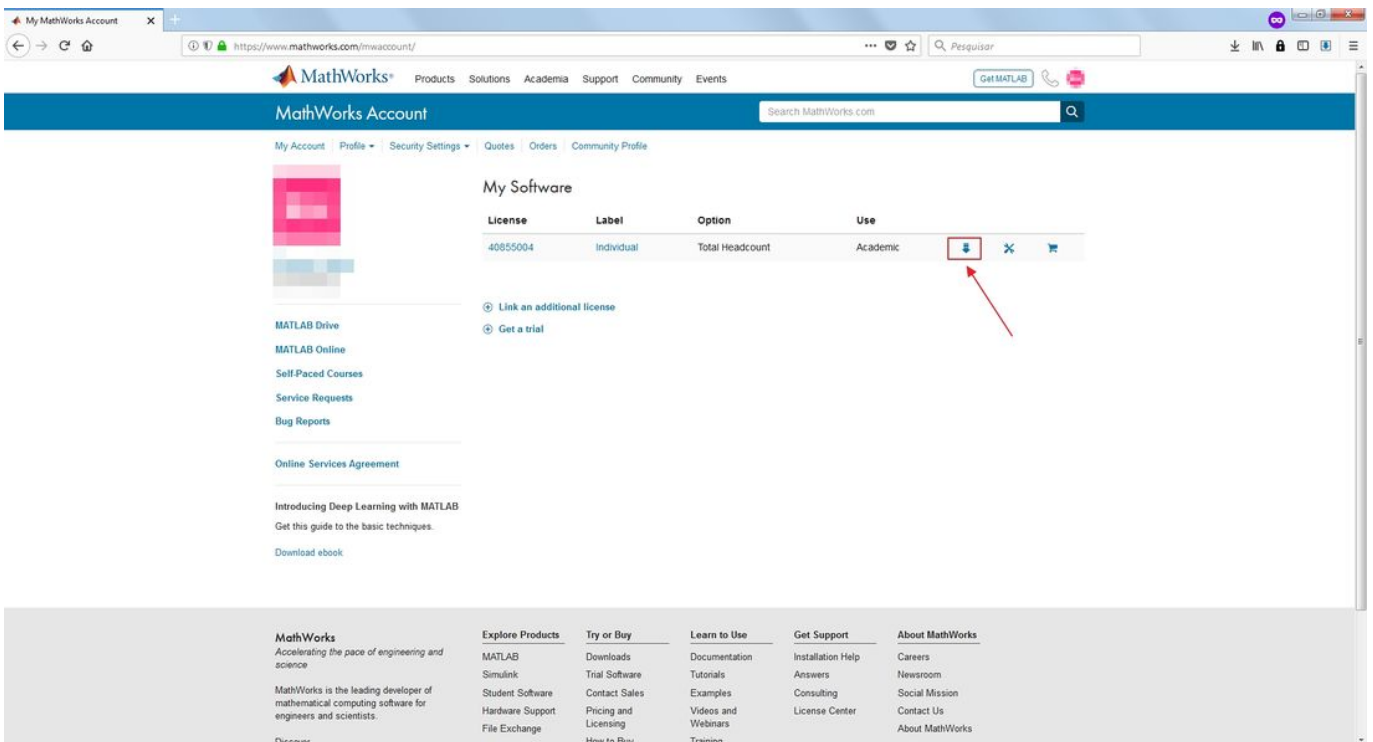 My MathWorks Account
https://www.mathworks.com/mwaccount/
Pesquisar
MathWorks® Products Solutions Academia Support Community Events Get MATLAB
MathWorks Account
Search MathWorks.com
My Account Profile Security Settings Quotes Orders Community Profile
My Software
License Label Option Use
40855004 Individual Total Headcount Academic
Link an additional license
Get a trial
MATLAB Drive
MATLAB Online
Self-Paced Courses
Service Requests
Bug Reports
Online Services Agreement
Introducing Deep Learning with MATLAB
Get this guide to the basic techniques.
Download ebook
MathWorks
Accelerating the pace of engineering and
science
MathWorks is the leading developer of
mathematical computing software for
engineers and scientists.
Discover
Explore Products
MATLAB
Simulink
Student Software
Hardware Support
File Exchange
Try or Buy
Downloads
Trial Software
Contact Sales
Pricing and
Licensing
How to Buy
Learn to Use
Documentation
Tutorials
Examples
Videos and
Webinars
Training
Get Support
Installation Help
Answers
Consulting
License Center
About MathWorks
Careers
Newsroom
Social Mission
Contact Us
About MathWorks